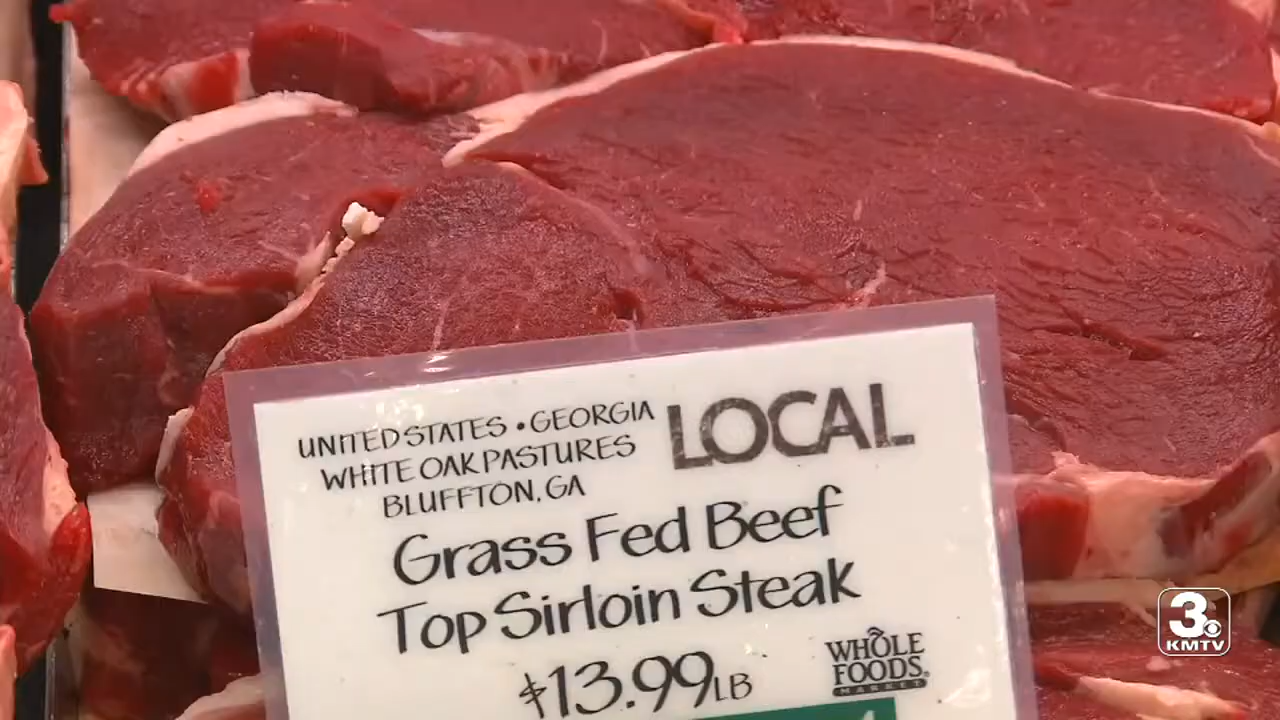 UNITED STATES • GEORGIA
WHITE OAK PASTURES
BLUFFTON, GA
LOCAL
Grass Fed Beef
Top Sirloin Steak
$13.99LB
WHOLE
FOODS
MARKET
3
KMTV